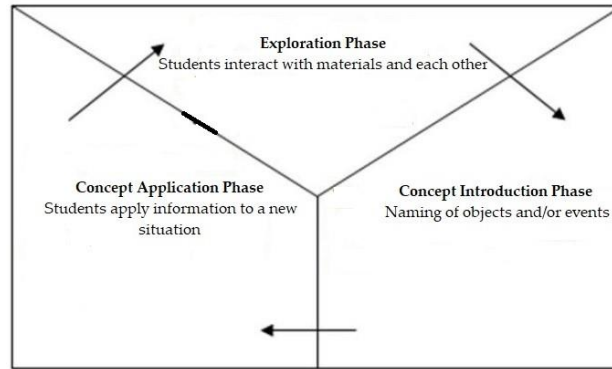 Exploration Phase
Students interact with materials and each other
Concept Application Phase
Students apply information to a new
situation
Concept Introduction Phase
Naming of objects and/or events